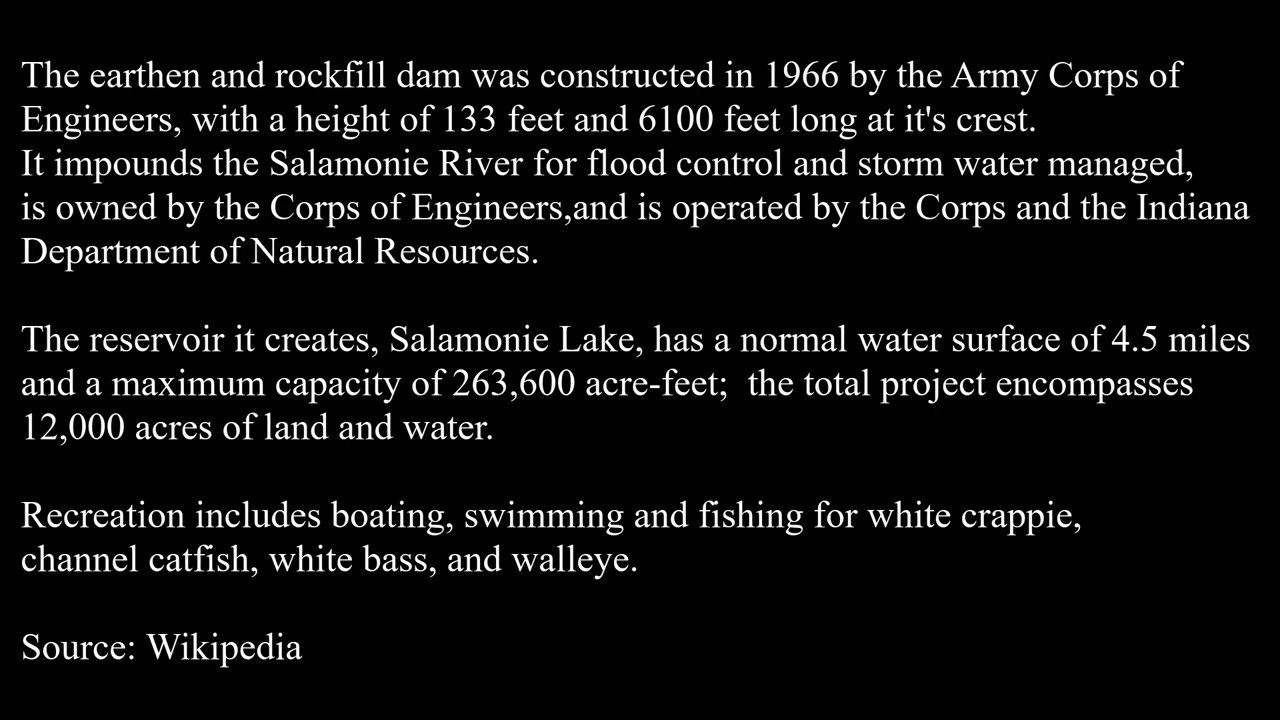 The earthen and rockfill dam was constructed in 1966 by the Army Corps of
Engineers, with a height of 133 feet and 6100 feet long at it's crest.
It impounds the Salamonie River for flood control and storm water managed,
is owned by the Corps of Engineers,and is operated by the Corps and the Indiana
Department of Natural Resources.
The reservoir it creates, Salamonie Lake, has a normal water surface of 4.5 miles
and a maximum capacity of 263,600 acre-feet;  the total project encompasses
12,000 acres of land and water.
Recreation includes boating, swimming and fishing for white crappie,
channel catfish, white bass, and walleye.
Source: Wikipedia